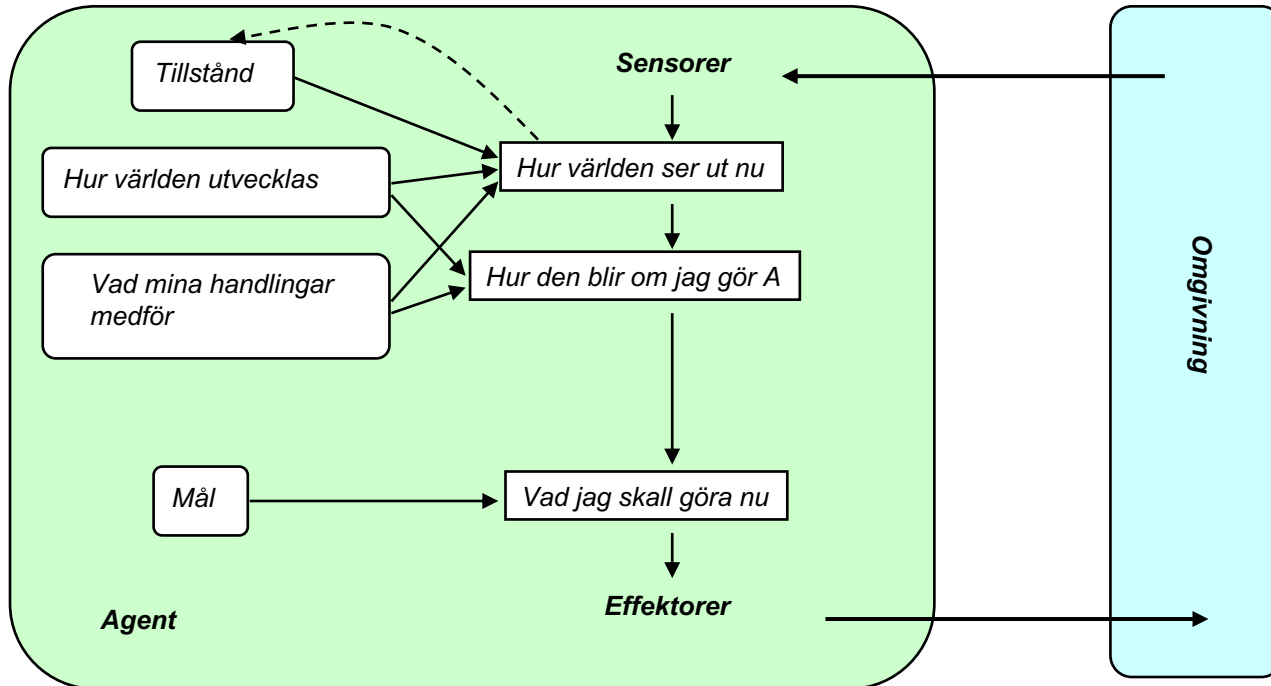 Tillstånd
Sensorer
Hur världen utvecklas
Hur världen ser ut nu
Vad mina handlingar
medför
Hur den blir om jag gör A
Mål
Vad jag skall göra nu
Agent
Effektorer
Omgivning